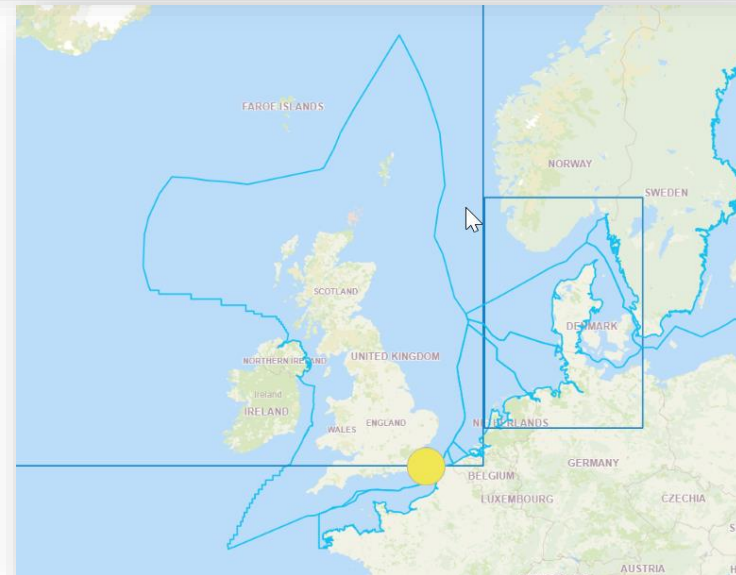 FAROE ISLANDS
NORWAY
SWEDEN
SCOTLAND
DENMARK
NORTHERN IRELAND
UNITED KINGDOM
Ireland
IRELAND
ENGLAND
WALES
NETHERLANDS
GERMANY
BELGIUM
LUXEMBOURG
CZECHIA
S
AUSTRIA
H